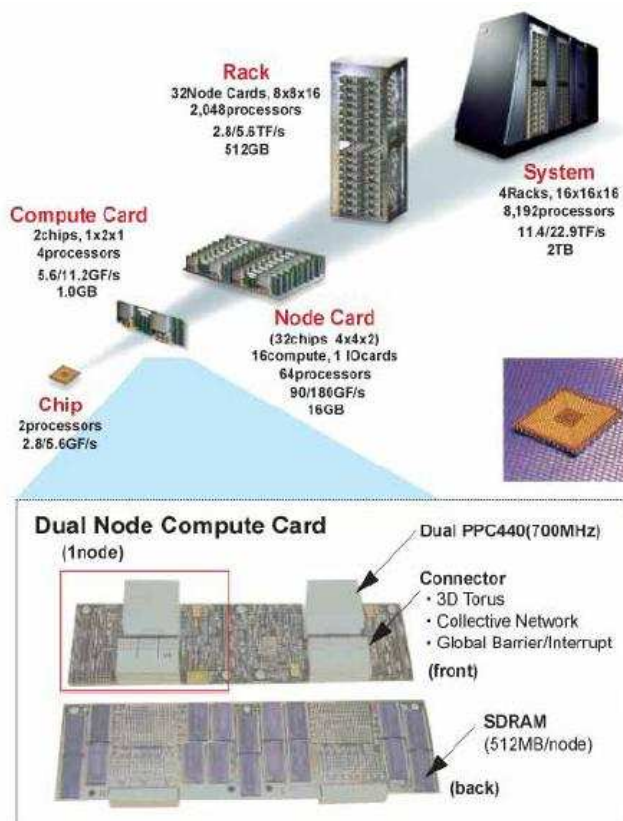 Rack
32Node Cards, 8x8x16
2,048processors
2.8/5.6TF/s
512GB
System
4Racks, 16x16x16
8,192processors
11.4/22.9TF/s
2TB
Compute Card
2chips, 1x2x1
4processors
5.6/11.2GF/s
1.0GB
Node Card
(32chips 4x4x2)
16compute, 1 IOcards
64processors
90/180GF/s
16GB
Chip
2processors
2.8/5.6GF/s
Dual Node Compute Card
(1node)
Dual PPC440(700MHz)
Connector
・3D Torus
・Collective Network
・Global Barrier/Interrupt
(front)
SDRAM
(512MB/node)
(back)